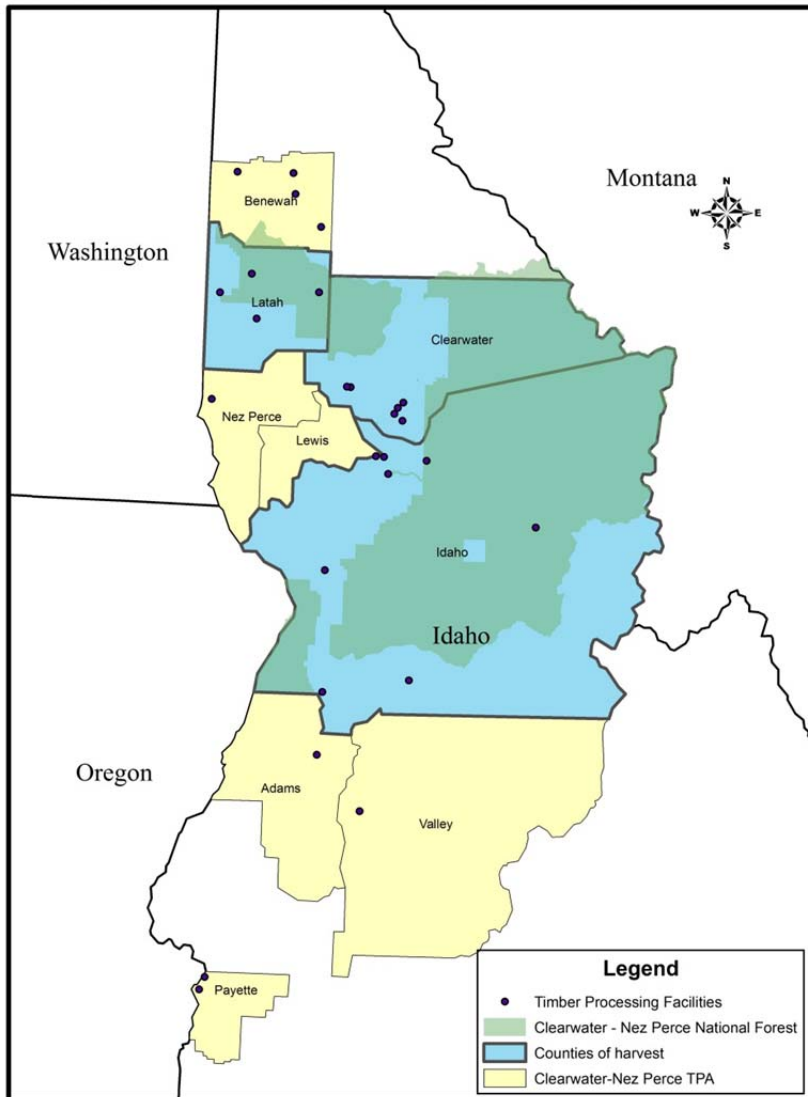 Montana
N
W
E
S
Benewah
Washington
Latah
Clearwater
Nez Perce
Lewis
Idaho
Idaho
Oregon
Adams
Valley
Payette
Legend
Timber Processing Facilities
Clearwater - Nez Perce National Forest
Counties of harvest
Clearwater-Nez Perce TPA